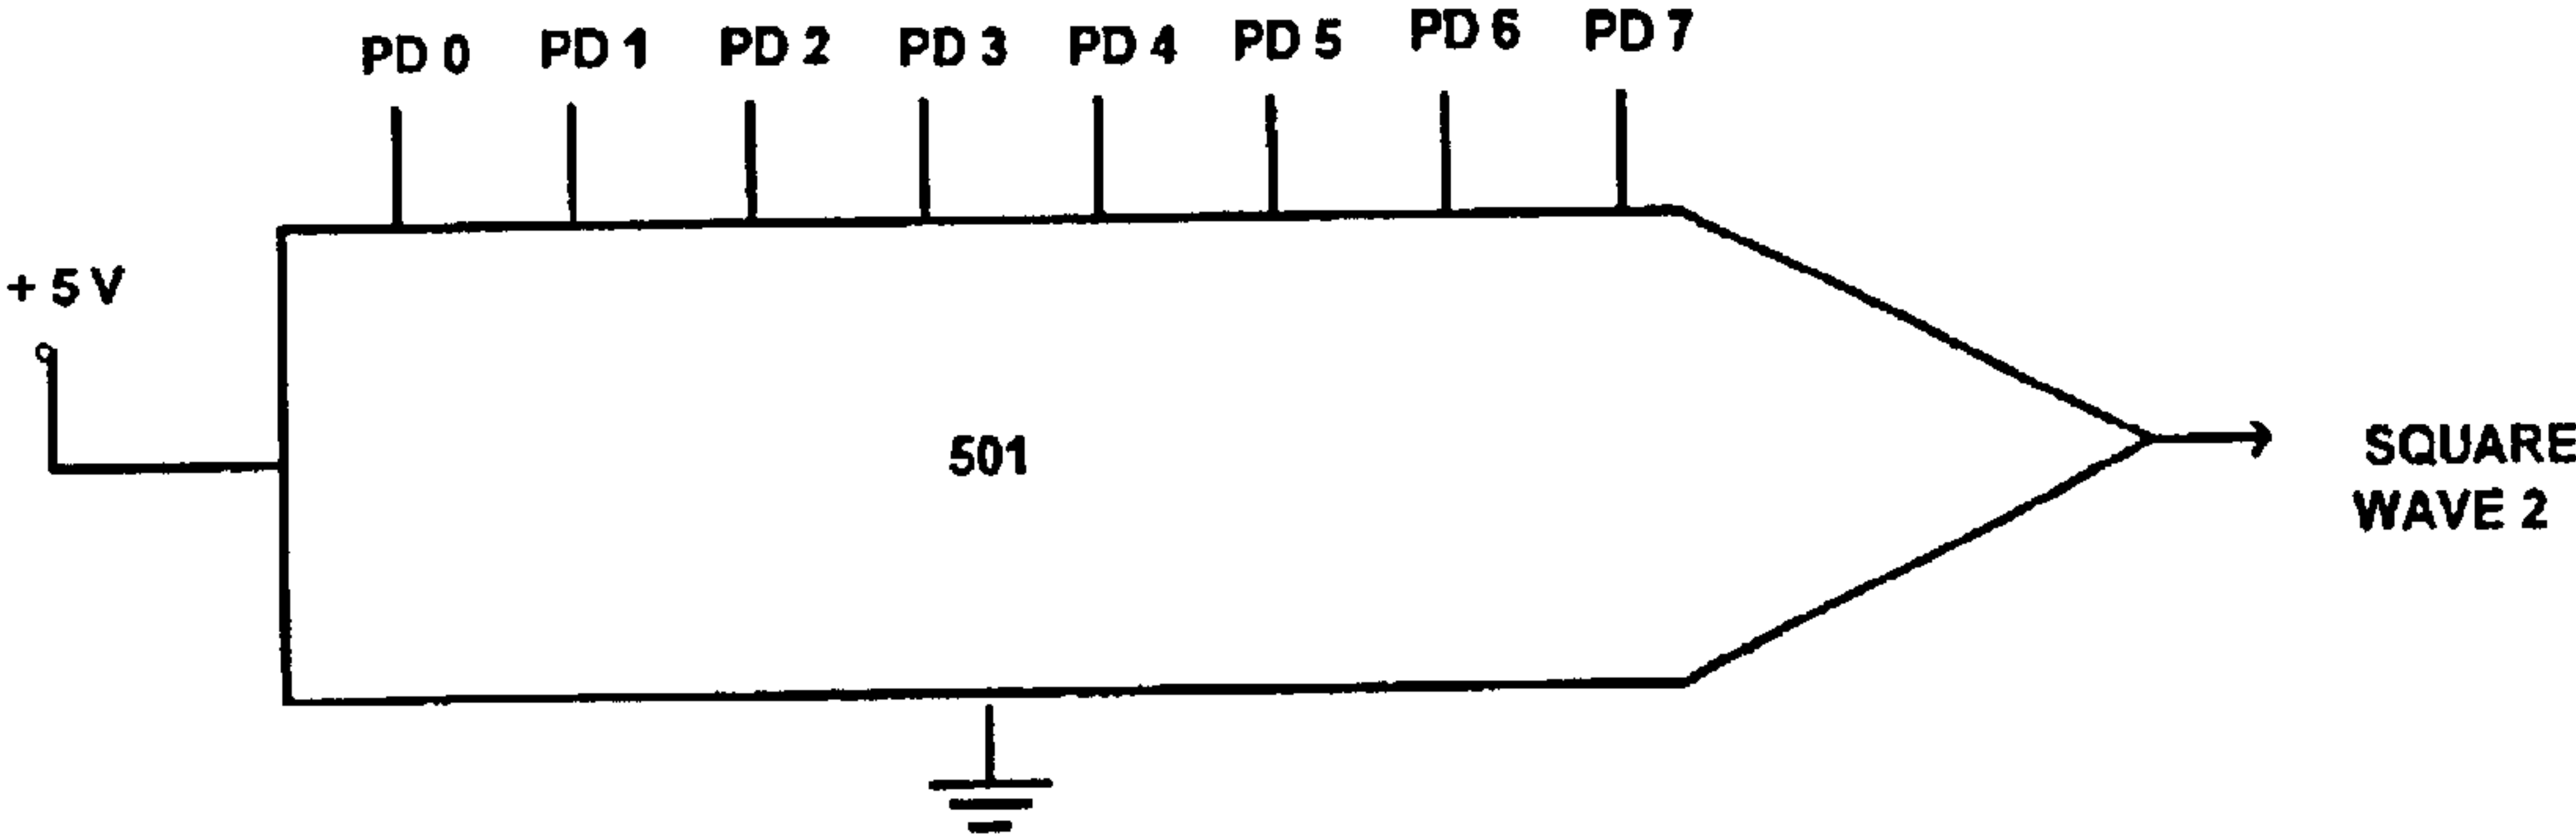 PD 0 PD 1 PD 2 PD 3 PD 4 PD 5 PD 6 PD 7
+ 5 V
501
SQUARE
WAVE 2